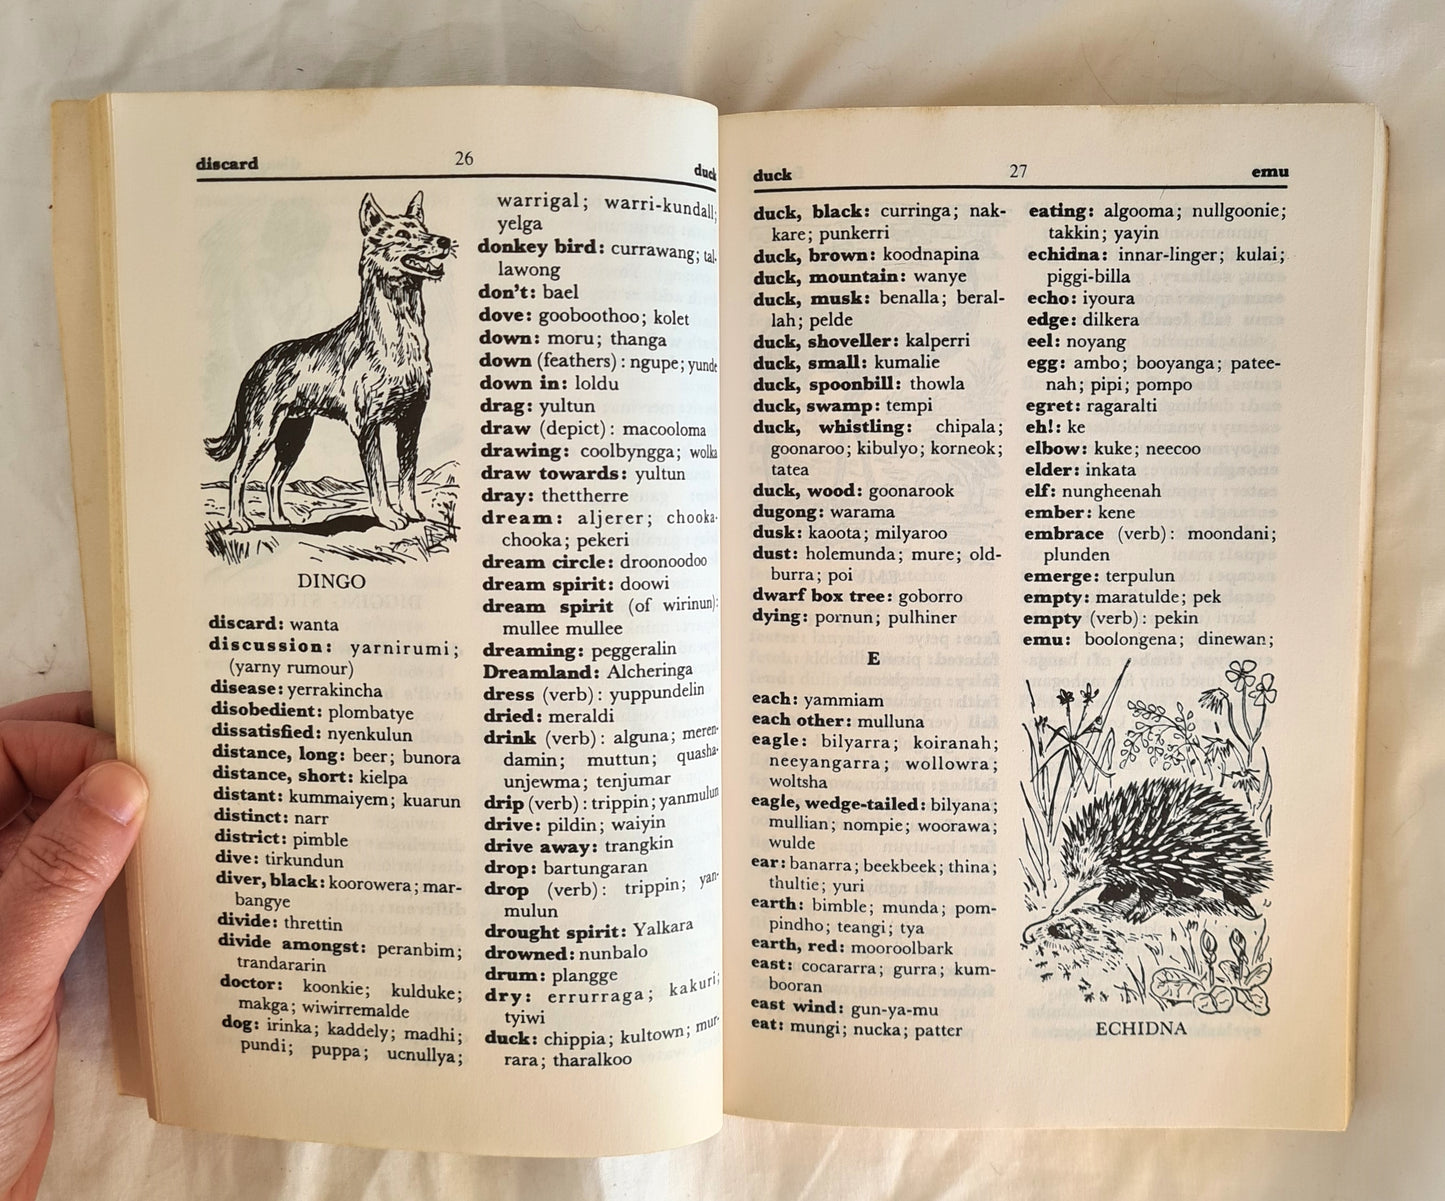 discard 26 duck
DINGO
discard: wanta
discussion: yarnirumi;
(yarny rumour)
disease: yerrakincha
disobedient: plombatye
dissatisfied: nyenkulun
distance, long: beer; bunora
distance, short: kielpa
distant: kummaiyem; kuarun
distinct: narr
district: pimble
dive: tirkundun
diver, black: koorowera; mar-
bangye
divide: threttin
divide amongst: peranbim;
trandararin
doctor: koonkie; kulduke;
makga; wiwirremalde
dog: irinka; kaddely; madhi;
pundi; puppa; ucnullya;
warrigal; warri-kundall;
yelga
donkey bird: currawang; tal-
lawong
don't: bael
dove: gooboothoo; kolet
down: moru; thanga
down (feathers): ngupe; yunde
down in: loldu
drag: yultun
draw (depict): macooloma
drawing: coolbyngga; wolka
draw towards: yultun
dray: thettherre
dream: aljerer; chooka-
chooka; pekeri
dream circle: droonoodoo
dream spirit: doowi
dream spirit (of wirinun):
mullee mullee
dreaming: peggeralin
Dreamland: Alcheringa
dress (verb): yuppundelin
dried: meraldi
drink (verb): alguna; meren-
damin; muttun; quasha-
unjewma; tenjumar
drip (verb): trippin; yanmulun
drive: pildin; waiyin
drive away: trangkin
drop: bartungaran
drop (verb): trippin; yan-
mulun
drought spirit: Yalkara
drowned: nunbalo
drum: plangge
dry: errurraga; kakuri;
tyiwi
duck: chippia; kultown; mur-
rara; tharalkoo
duck 27 emu
duck, black: curringa; nak-
kare; punkerri
duck, brown: koodnapina
duck, mountain: wanye
duck, musk: benalla; beral-
lah; pelde
duck, shoveller: kalperri
duck, small: kumalie
duck, spoonbill: thowla
duck, swamp: tempi
duck, whistling: chipala;
goonaroo; kibulyo; korneok;
tatea
duck, wood: goonarook
dugong: warama
dusk: kaoota; milyaroo
dust: holemunda; mure; old-
burra; poi
dwarf box tree: goborro
dying: pornun; pulhiner
E
each: yammiam
each other: mulluna
eagle: bilyarra; koiranah;
neeyangarra; wollowra;
woltsha
eagle, wedge-tailed: bilyana;
mullian; nompie; woorawa;
wulde
ear: banarra; beekbeek; thina;
thultie; yuri
earth: bimble; munda; pom-
pindho; teangi; tya
earth, red: mooroolbark
east: cocararra; gurra; kum-
booran
east wind: gun-ya-mu
eat: mungi; nucka; patter
eating: algooma; nullgoonie;
takkin; yayin
echidna: innar-linger; kulai;
piggi-billa
echo: iyoura
edge: dilkera
eel: noyang
egg: ambo; booyanga; patee-
nah; pipi; pompo
egret: ragaralti
eh!: ke
elbow: kuke; neecoo
elder: inkata
elf: nungheenah
ember: kene
embrace (verb): moondani;
plunden
emerge: terpulun
empty: maratulde; pek
empty (verb): pekin
emu: boolongena; dinewan;
ECHIDNA